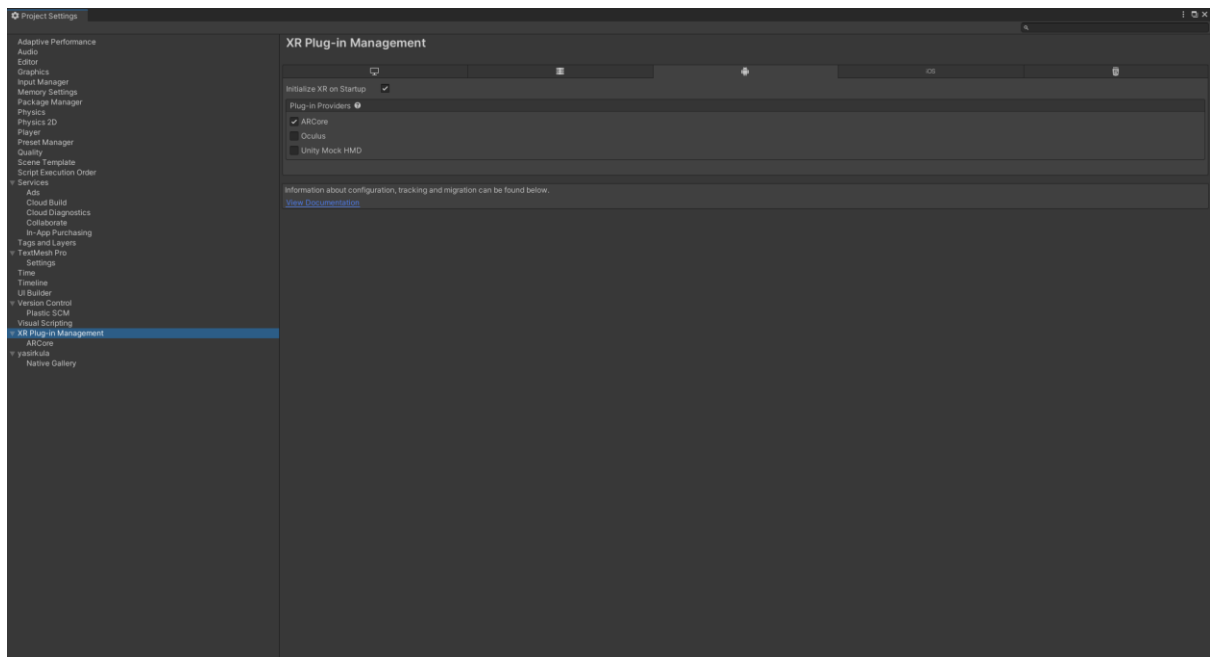 Project Settings
Adaptive Performance
Audio
Editor
Graphics
Input Manager
Memory Settings
Package Manager
Physics
Physics 2D
Player
Preset Manager
Quality
Scene Template
Script Execution Order
Services
Ads
Cloud Build
Cloud Diagnostics
Collaborate
In-App Purchasing
Tags and Layers
TextMesh Pro
Settings
Time
Timeline
UI Builder
Version Control
Plastic SCM
Visual Scripting
XR Plug-in Management
ARCore
yasirkula
Native Gallery
XR Plug-in Management
iOS
Initialize XR on Startup
Plug-in Providers
ARCore
Oculus
Unity Mock HMD
Information about configuration, tracking and migration can be found below.
View Documentation